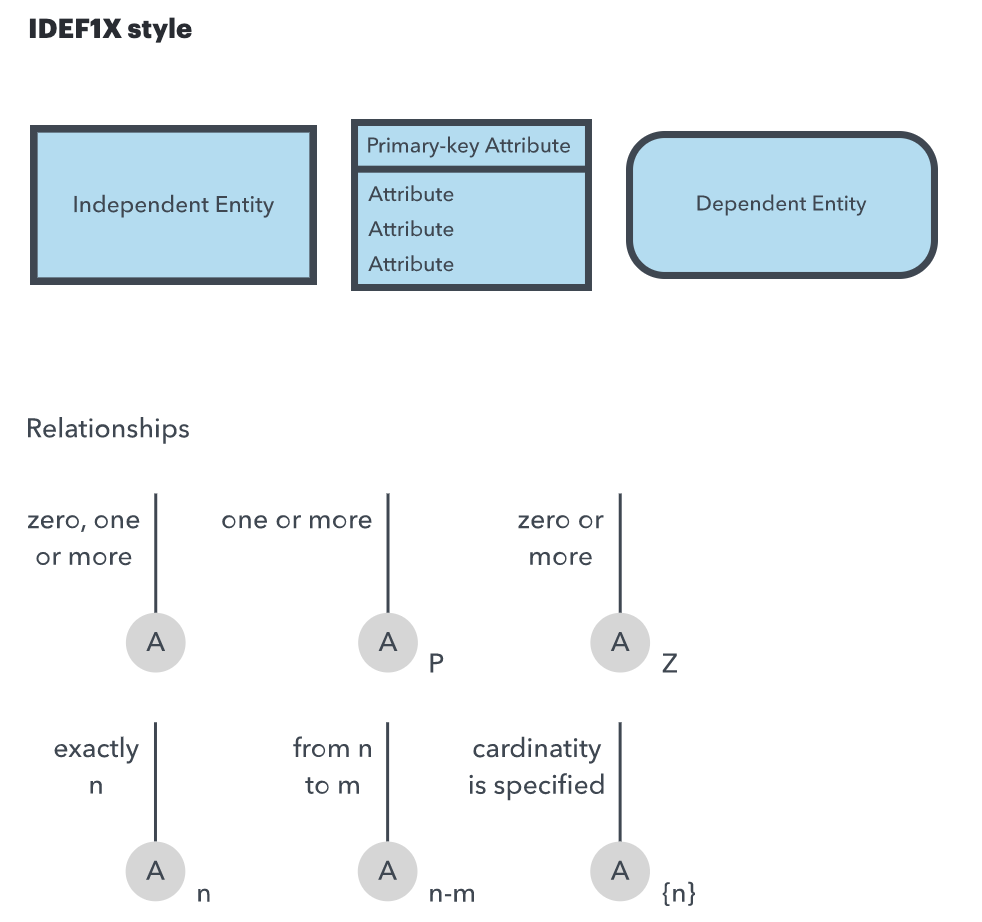 IDEF1X style
Independent Entity
Primary-key Attribute
Attribute
Attribute
Attribute
Dependent Entity
Relationships
zero, one
or more
A
one or more
A
P
zero or
more
A
Z
exactly
n
A
n
from n
to m
A
n-m
cardinatity
is specified
A
{n}